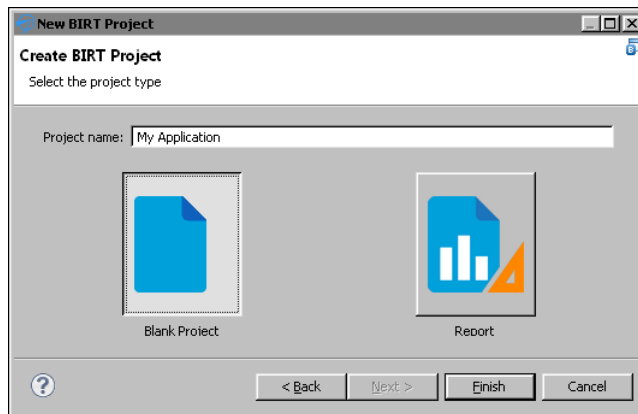 New BIRT Project
Create BIRT Project
Select the project type
Project name: My Application
Blank Project
Report
< Back Next > Finish Cancel